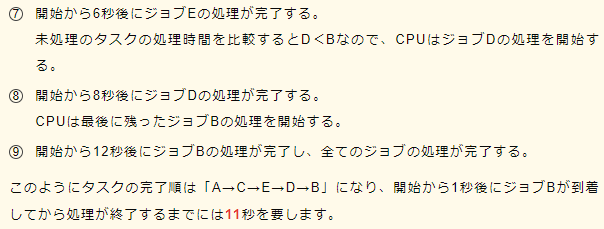 ⑦ 開始から6秒後にジョブEの処理が完了する。
未処理のタスクの処理時間を比較するとD＜Bなので、CPUはジョブDの処理を開始す
る。
⑧ 開始から8秒後にジョブDの処理が完了する。
CPUは最後に残ったジョブBの処理を開始する。
⑨ 開始から12秒後にジョブBの処理が完了し、全てのジョブの処理が完了する。
このようにタスクの完了順は「A→C→E→D→B」になり、開始から1秒後にジョブBが到着
してから処理が終了するまでには11秒を要します。